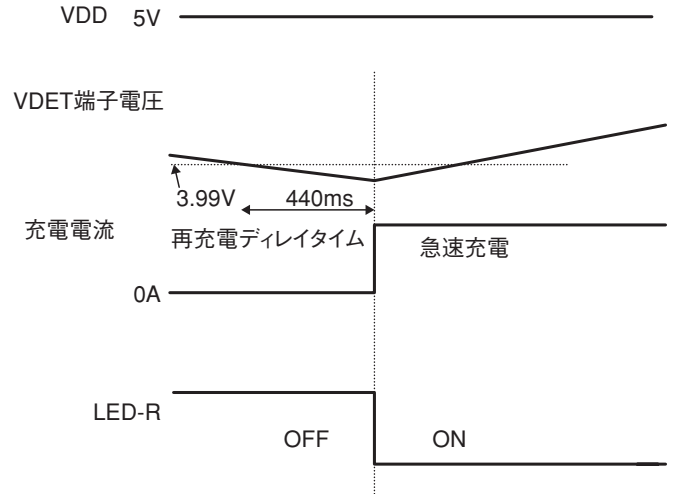 VDD 5V
VDET端子電圧
3.99V 440ms
充電電流 再充電ディレイタイム 急速充電
0A
LED-R
OFF ON